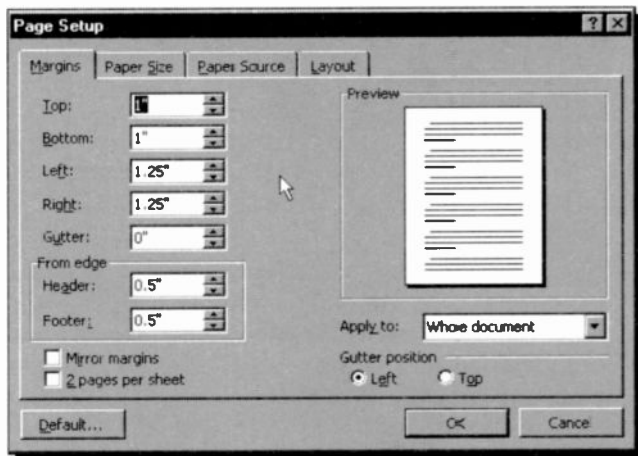 Page Setup
Margins Paper Size Paper Source Layout
Top: 1"
Bottom: 1"
Left: 1.25"
Right: 1.25"
Gutter: 0"
From edge
Header: 0.5"
Footer: 0.5"
Mirror margins
2 pages per sheet
Preview
Apply to: Whole document
Gutter position
Left Top
Default... OK Cancel